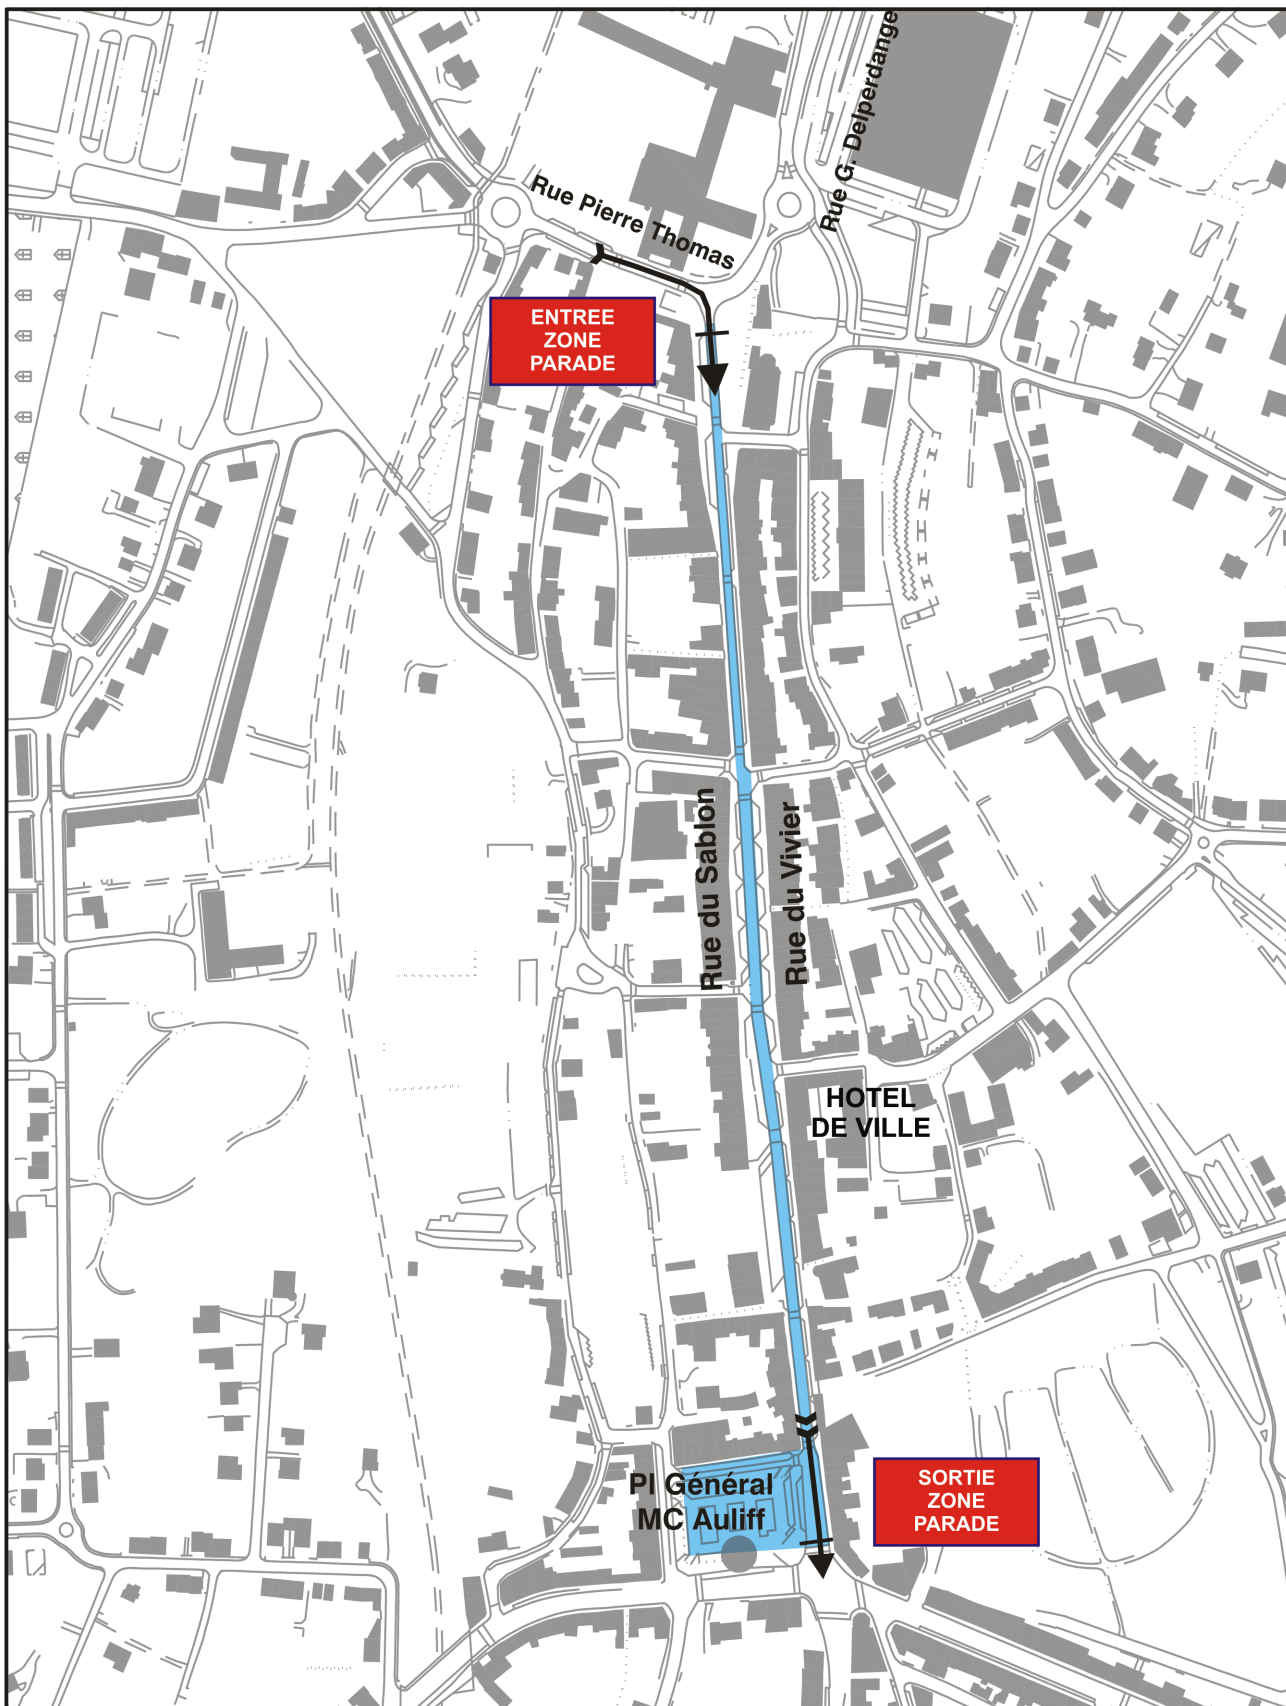 Rue G. Delperdange
Rue Pierre Thomas
ENTREE
ZONE
PARADE
Rue du Sablon
Rue du Vivier
HOTEL
DE VILLE
Pl Général
MC Auliff
SORTIE
ZONE
PARADE